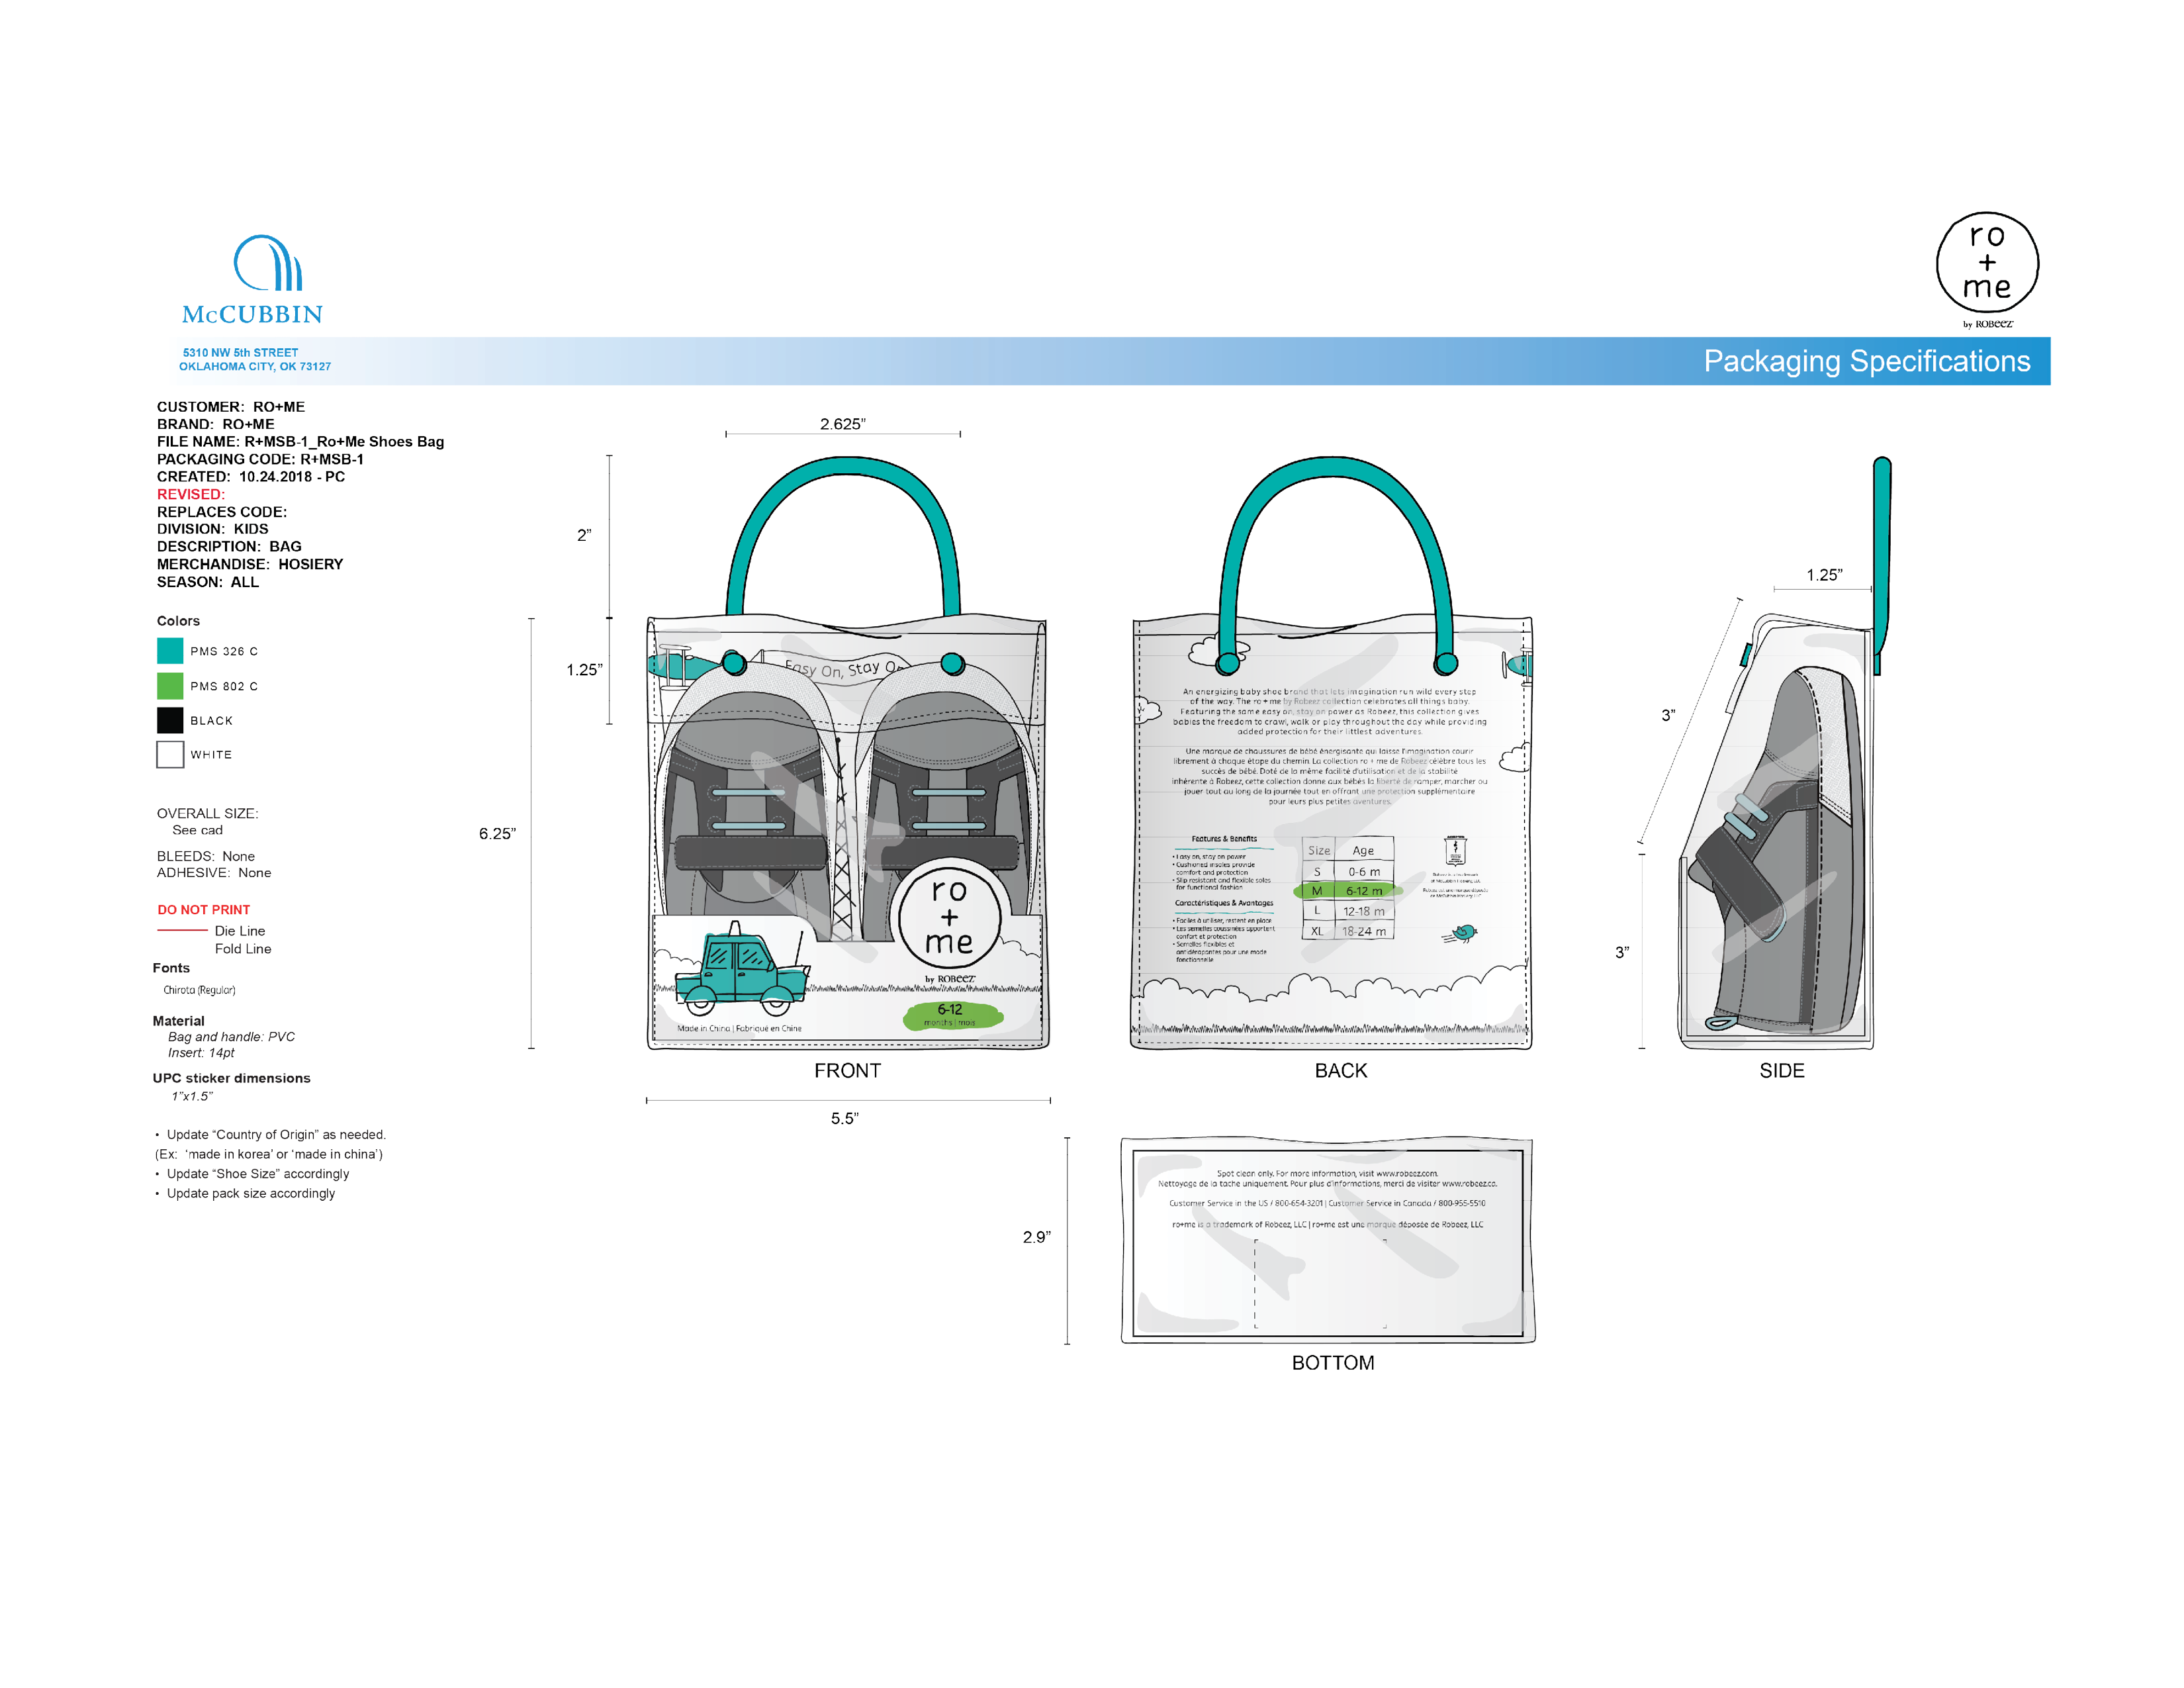 McCUBBIN
5310 NW 5th STREET
OKLAHOMA CITY, OK 73127
ro
+
me
by ROBEEZ
Packaging Specifications
CUSTOMER: RO+ME
BRAND: RO+ME
FILE NAME: R+MSB-1_Ro+Me Shoes Bag
PACKAGING CODE: R+MSB-1
CREATED: 10.24.2018 - PC
REVISED:
REPLACES CODE:
DIVISION: KIDS
DESCRIPTION: BAG
MERCHANDISE: HOSIERY
SEASON: ALL
Colors
PMS 326 C
PMS 802 C
BLACK
WHITE
OVERALL SIZE:
See cad
BLEEDS: None
ADHESIVE: None
DO NOT PRINT
Die Line
Fold Line
Fonts
Chirota (Regular)
Material
Bag and handle: PVC
Insert: 14pt
UPC sticker dimensions
1”x1.5”
• Update “Country of Origin” as needed.
(Ex: ‘made in korea’ or ‘made in china’)
• Update “Shoe Size” accordingly
• Update pack size accordingly
2.625”
2”
1.25”
6.25”
Easy On, Stay On
ro
+
me
by ROBEEZ
6-12
months | mois
Made in China | Fabriqué en Chine
FRONT
5.5”
An energizing baby shoe brand that lets imagination run wild every step
of the way. The ro + me by Robeez collection celebrates all things baby.
Featuring the same easy on, stay on power as Robeez, this collection gives
babies the freedom to crawl, walk or play throughout the day while providing
added protection for their littlest adventures.
Une marque de chaussures de bébé énergisante qui laisse l'imagination courir
librement à chaque étape du chemin. La collection ro + me de Robeez célèbre tous les
succès de bébé. Doté de la même facilité d'utilisation et de la stabilité
inhérente à Robeez, cette collection donne aux bébés la liberté de ramper, marcher ou
jouer tout au long de la journée tout en offrant une protection supplémentaire
pour leurs plus petites aventures.
Features & Benefits
• Easy on, stay on power
• Cushioned insoles provide
comfort and protection
• Slip resistant and flexible soles
for functional fashion
Caractéristiques & Avantages
• Faciles à utiliser, restent en place
• Les semelles coussinées apportent
confort et protection
• Semelles flexibles et
antidérapantes pour une mode
fonctionnelle
Size Age
S 0-6 m
M 6-12 m
L 12-18 m
XL 18-24 m
BACK
1.25”
3”
3”
SIDE
2.9”
Spot clean only. For more information, visit www.robeez.com.
Nettoyage de la tache uniquement. Pour plus d'informations, merci de visiter www.robeez.ca.
Customer Service in the US / 800-654-3201 | Customer Service in Canada / 800-955-5510
ro+me is a trademark of Robeez, LLC | ro+me est une marque déposée de Robeez, LLC
BOTTOM